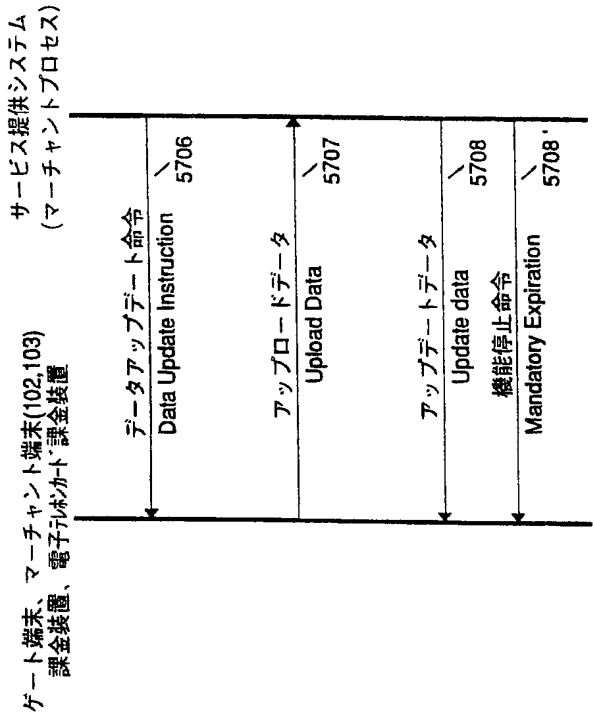 ゲート端末、マーチャント端末(102,103)
課金装置、電子テレホンカード課金装置
サービス提供システム
(マーチャントプロセス)
データアップデート命令
Data Update Instruction
5706
アップロードデータ
Upload Data
5707
アップデートデータ
Update data
5708
機能停止命令
Mandatory Expiration
5708'